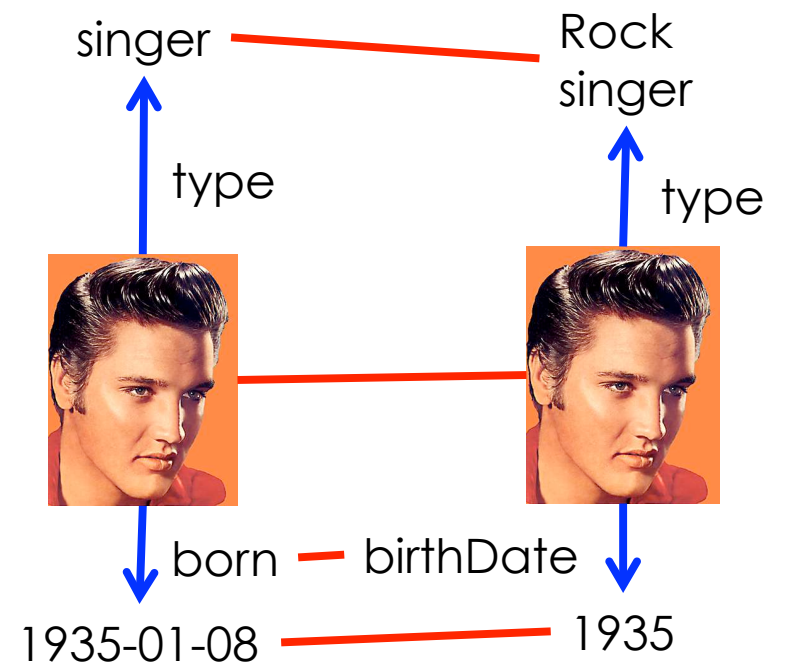 singer
Rock
singer
type
type
born
birthDate
1935-01-08
1935